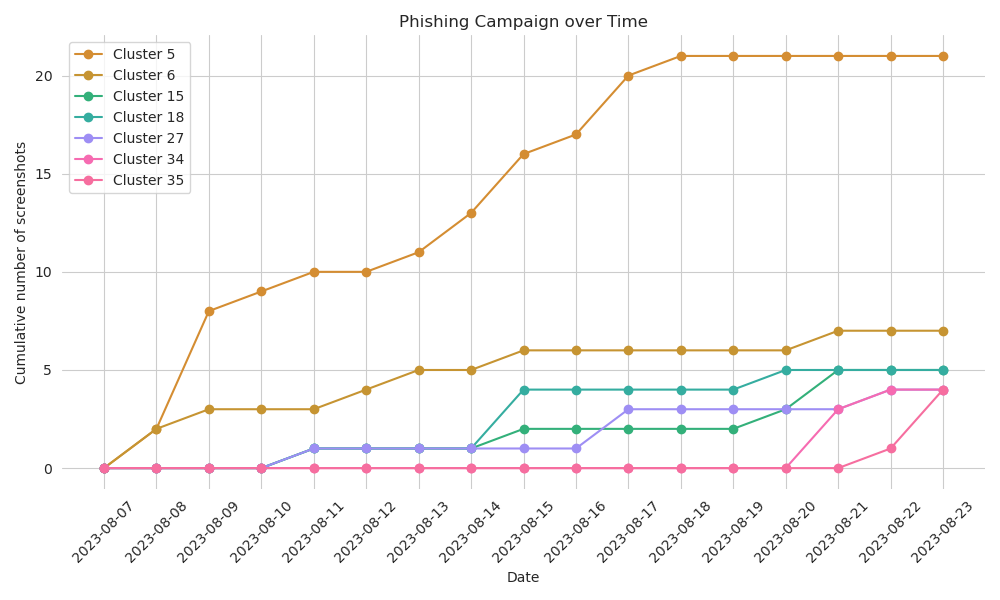 Phishing Campaign over Time
Cluster 5
Cluster 6
Cluster 15
Cluster 18
Cluster 27
Cluster 34
Cluster 35
Cumulative number of screenshots
20
15
10
5
0
2023-08-07
2023-08-08
2023-08-09
2023-08-10
2023-08-11
2023-08-12
2023-08-13
2023-08-14
2023-08-15
2023-08-16
2023-08-17
2023-08-18
2023-08-19
2023-08-20
2023-08-21
2023-08-22
2023-08-23
Date